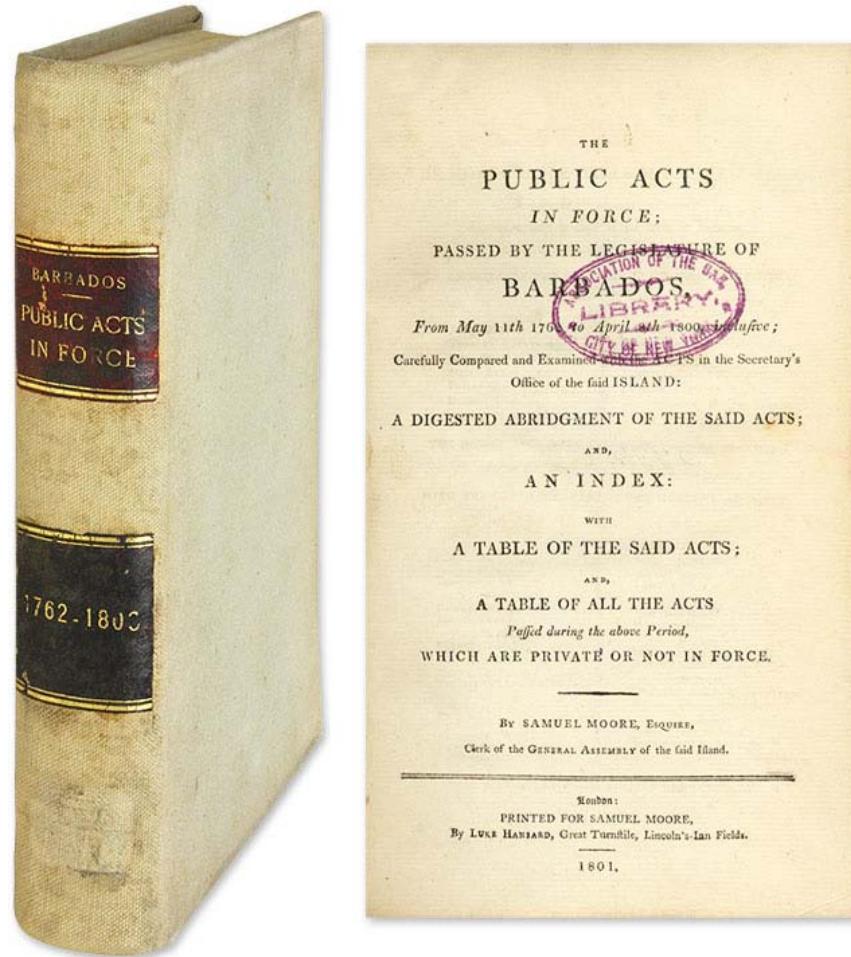 BARBADOS
PUBLIC ACTS
IN FORCE
1762-180
THE
PUBLIC ACTS
IN FORCE;
PASSED BY THE LEGISLATURE OF
BARBADOS,
From May 11th to April 8th 1800, incluſive;
Carefully Compared and Examined with the ACTS in the Secretary's
Office of the ſaid ISLAND:
A DIGESTED ABRIDGMENT OF THE SAID ACTS;
AND,
AN INDEX:
WITH
A TABLE OF THE SAID ACTS;
AND,
A TABLE OF ALL THE ACTS
Paſſed during the above Period,
WHICH ARE PRIVATE OR NOT IN FORCE.
By SAMUEL MOORE, Esquire,
Clerk of the General Assembly of the ſaid Iſland.
London:
PRINTED FOR SAMUEL MOORE,
By Luke Hansard, Great Turnſtile, Lincoln's-Inn Fields.
1801.
ASSOCIATION OF THE BAR,
LIBRARY.
CITY OF NEW YORK